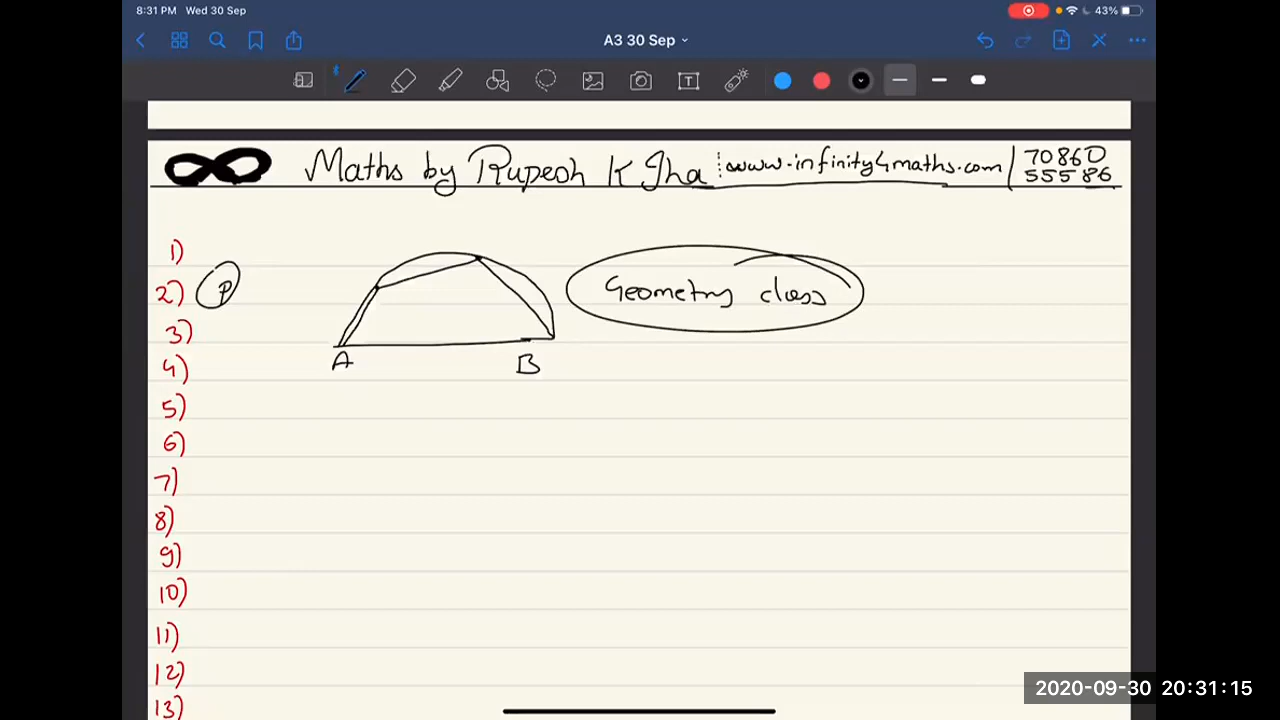 8:31 PM Wed 30 Sep
43%
A3 30 Sep
T
Maths by Rupesh K Jha www.infinity4maths.com 70860
55586
1)
2) P
Geometry class
3)
4)
A B
5)
6)
7)
8)
9)
10)
11)
12)
13)
2020-09-30 20:31:15